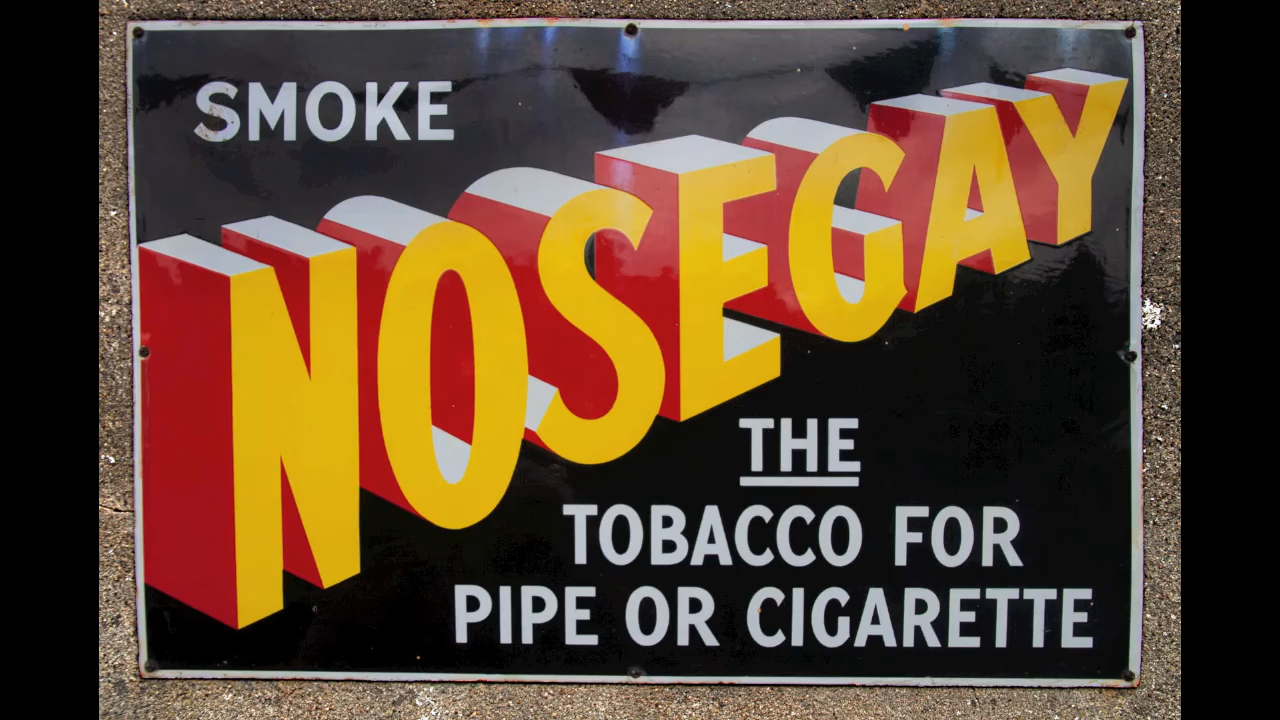 SMOKE
NOSEGAY
THE
TOBACCO FOR
PIPE OR CIGARETTE